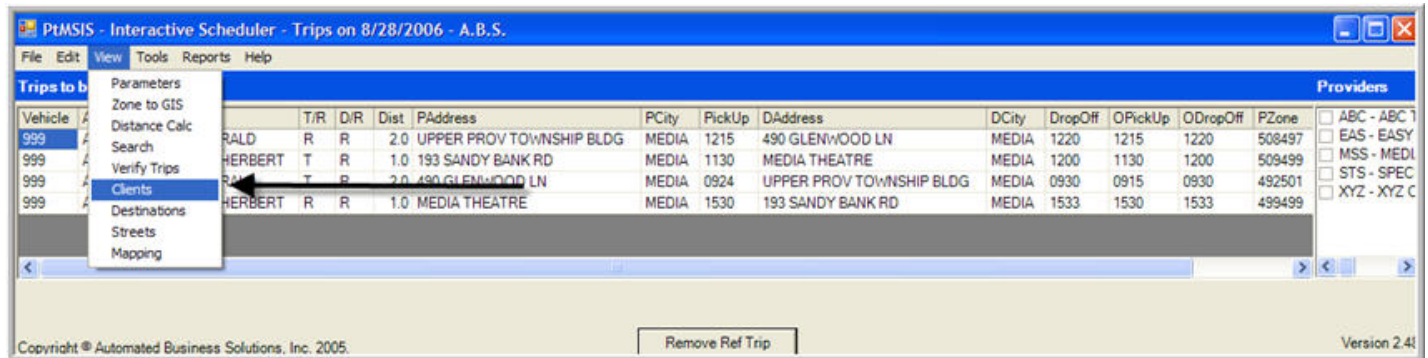 PtMSIS - Interactive Scheduler - Trips on 8/28/2006 - A.B.S.
File Edit View Tools Reports Help
Trips to b Providers
Parameters
Zone to GIS
Distance Calc
Search
Verify Trips
Clients
Destinations
Streets
Mapping
Vehicle A T/R D/R Dist PAddress PCity PickUp DAddress DCity DropOff OPickUp ODropOff PZone
999 A RALD R R 2.0 UPPER PROV TOWNSHIP BLDG MEDIA 1215 490 GLENWOOD LN MEDIA 1220 1215 1220 508497
999 A HERBERT T R 1.0 193 SANDY BANK RD MEDIA 1130 MEDIA THEATRE MEDIA 1200 1130 1200 509499
999 A RALD T R 2.0 490 GLENWOOD LN MEDIA 0924 UPPER PROV TOWNSHIP BLDG MEDIA 0930 0915 0930 492501
999 A HERBERT R R 1.0 MEDIA THEATRE MEDIA 1530 193 SANDY BANK RD MEDIA 1533 1530 1533 499499
ABC - ABC T
EAS - EASY
MSS - MEDI
STS - SPEC
XYZ - XYZ C
Remove Ref Trip
Copyright © Automated Business Solutions, Inc. 2005. Version 2.48